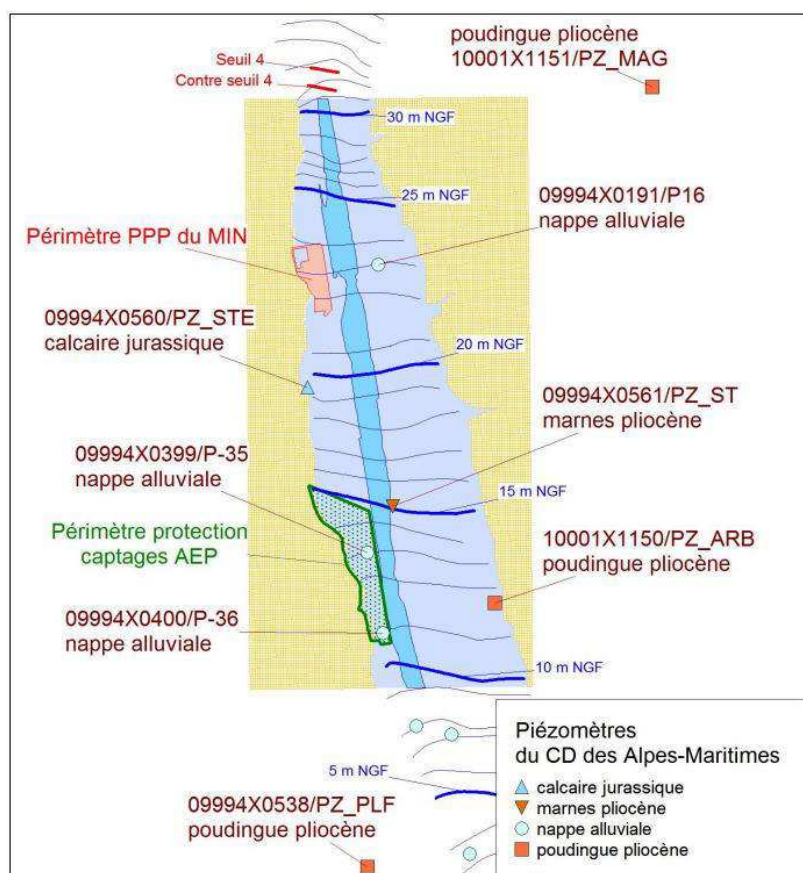 poudingue pliocène
10001X1151/PZ_MAG
Seuil 4
Contre seuil 4
30 m NGF
25 m NGF
09994X0191/P16
nappe alluviale
Périmètre PPP du MIN
09994X0560/PZ_STE
calcaire jurassique
20 m NGF
09994X0561/PZ_ST
marnes pliocène
09994X0399/P-35
nappe alluviale
15 m NGF
Périmètre protection
captages AEP
10001X1150/PZ_ARB
poudingue pliocène
09994X0400/P-36
nappe alluviale
10 m NGF
Piézomètres
du CD des Alpes-Maritimes
calcaire jurassique
marnes pliocène
nappe alluviale
poudingue pliocène
5 m NGF
09994X0538/PZ_PLF
poudingue pliocène